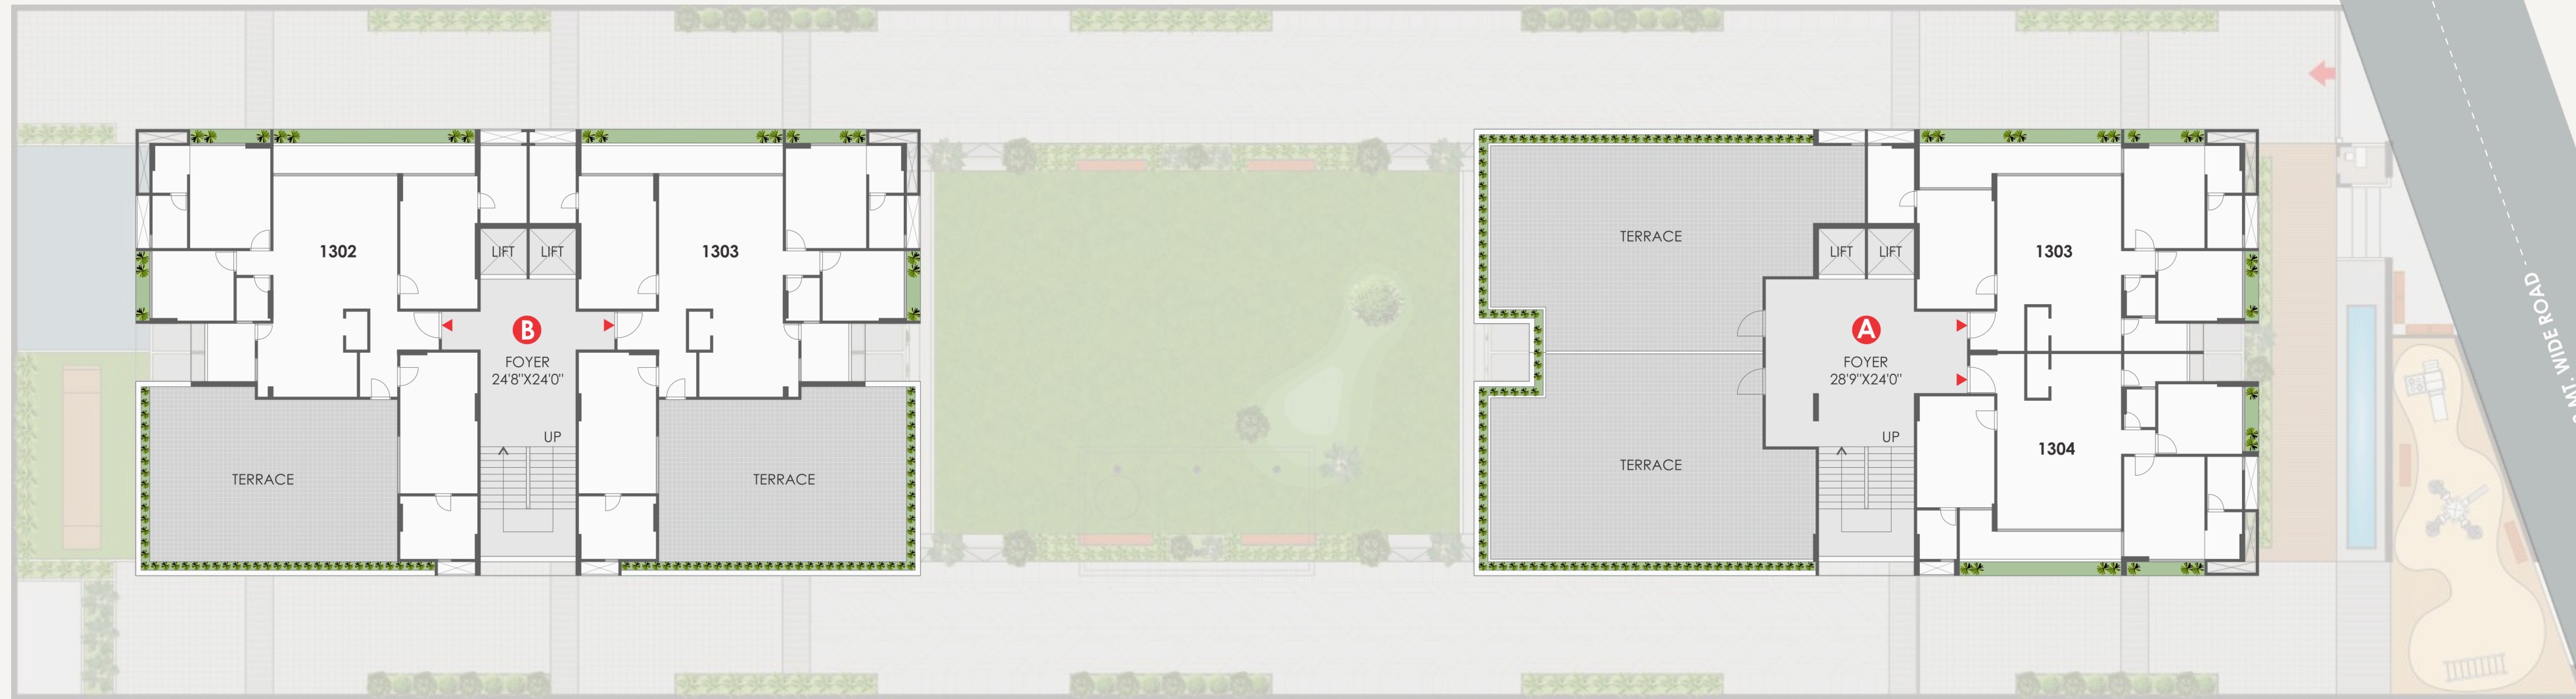 1302
LIFT
LIFT
1303
B
FOYER
24'8"X24'0"
UP
TERRACE
TERRACE
TERRACE
LIFT
LIFT
1303
A
FOYER
28'9"X24'0"
UP
TERRACE
1304
MT. WIDE ROAD